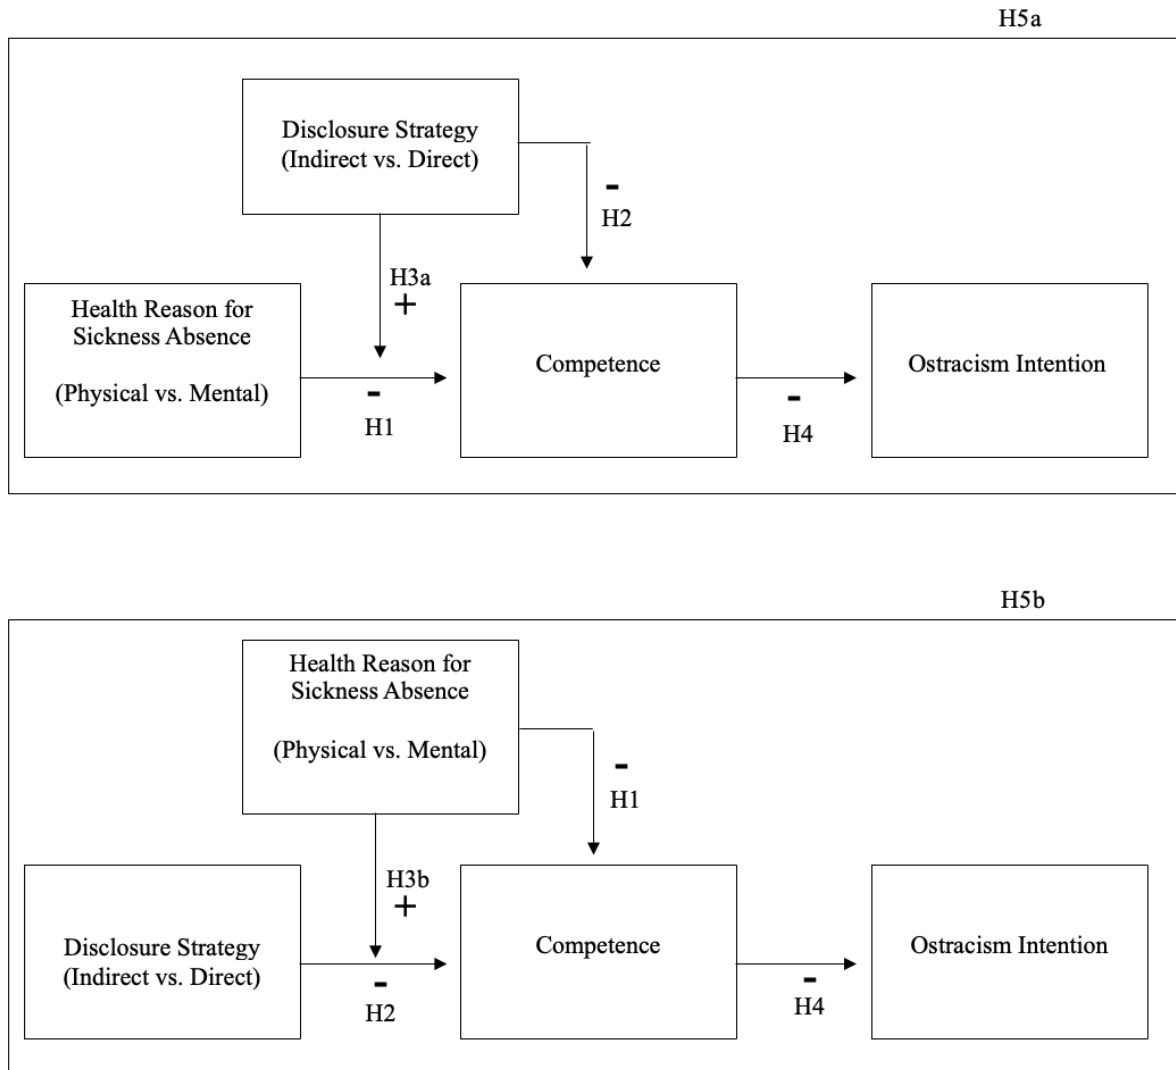 H5a
Disclosure Strategy
(Indirect vs. Direct)
-
H2
H3a
+
Health Reason for
Sickness Absence
(Physical vs. Mental)
-
H1
Competence
-
H4
Ostracism Intention
H5b
Health Reason for
Sickness Absence
(Physical vs. Mental)
-
H1
H3b
+
Disclosure Strategy
(Indirect vs. Direct)
-
H2
Competence
-
H4
Ostracism Intention